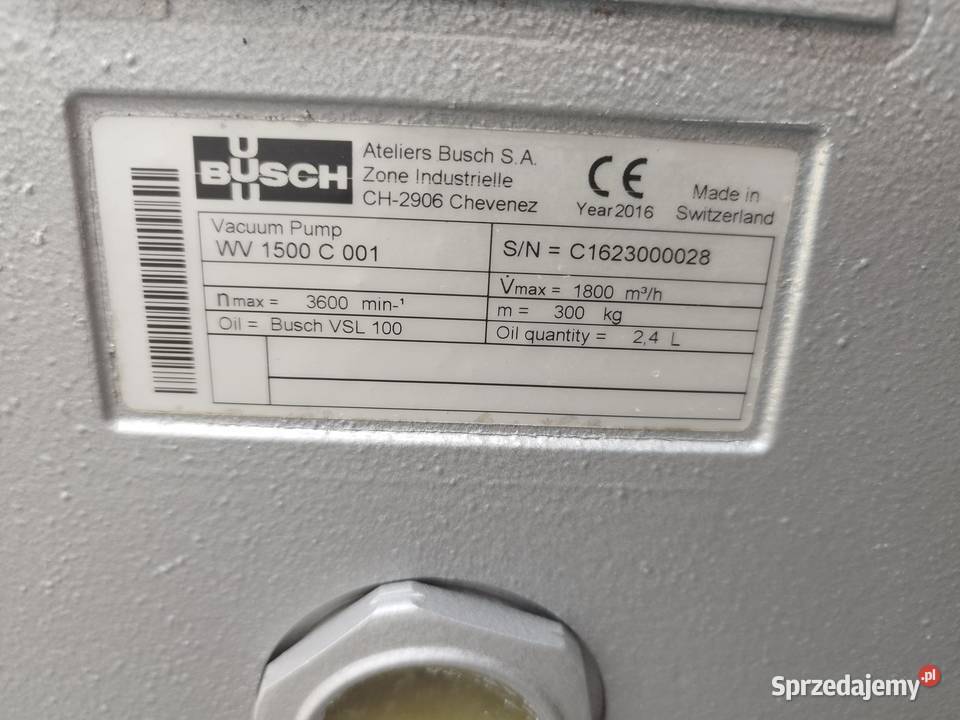 BUSCH
Ateliers Busch S.A.
Zone Industrielle
CH-2906 Chevenez
CE
Year 2016
Made in
Switzerland
Vacuum Pump
WV 1500 C 001
S/N = C1623000028
V̇max = 1800 m³/h
nmax = 3600 min-¹
m = 300 kg
Oil = Busch VSL 100
Oil quantity = 2,4 L
Sprzedajemy.pl